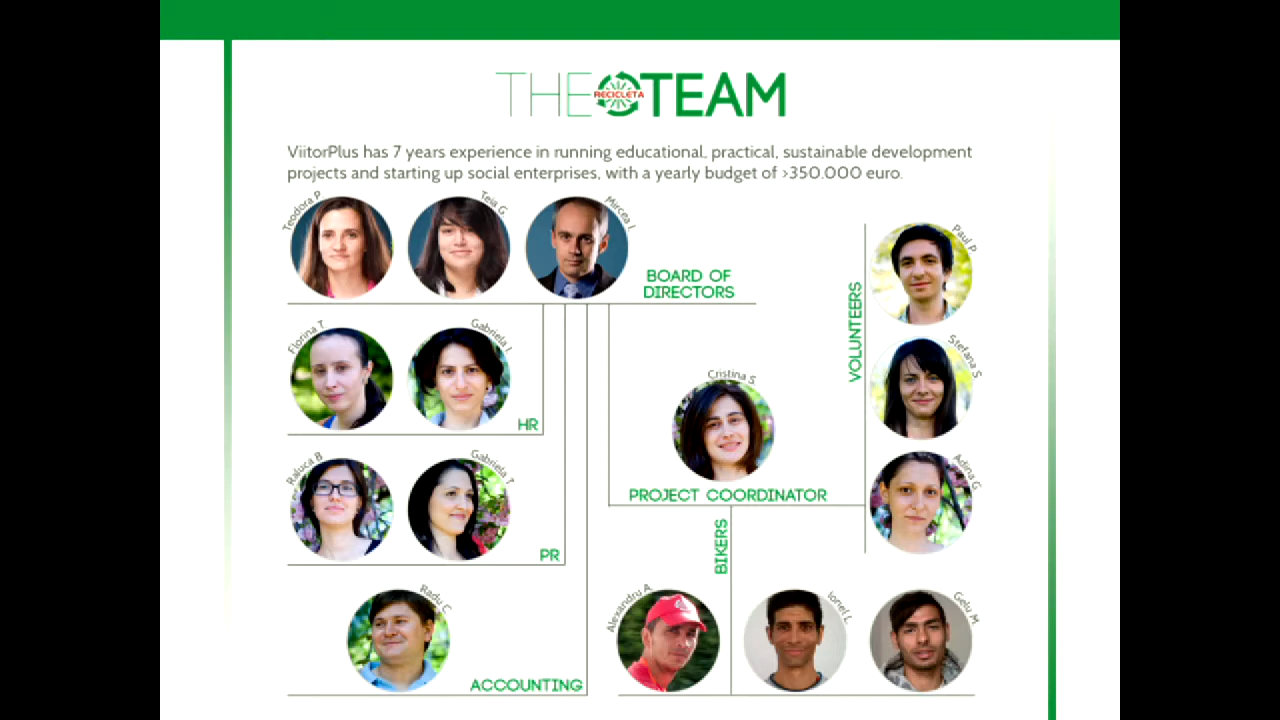 THE RECICLETA TEAM
ViitorPlus has 7 years experience in running educational, practical, sustainable development
projects and starting up social enterprises, with a yearly budget of >350.000 euro.
Teodora P
Teia G
Mircea I
BOARD OF
DIRECTORS
Paul P
VOLUNTEERS
Stefana S
Adina G
Florina T
Gabriela I
HR
Cristina S
PROJECT COORDINATOR
Raluca B
Gabriela T
PR
BIKERS
Radu C
ACCOUNTING
Alexandru A
Ionel L
Gelu M